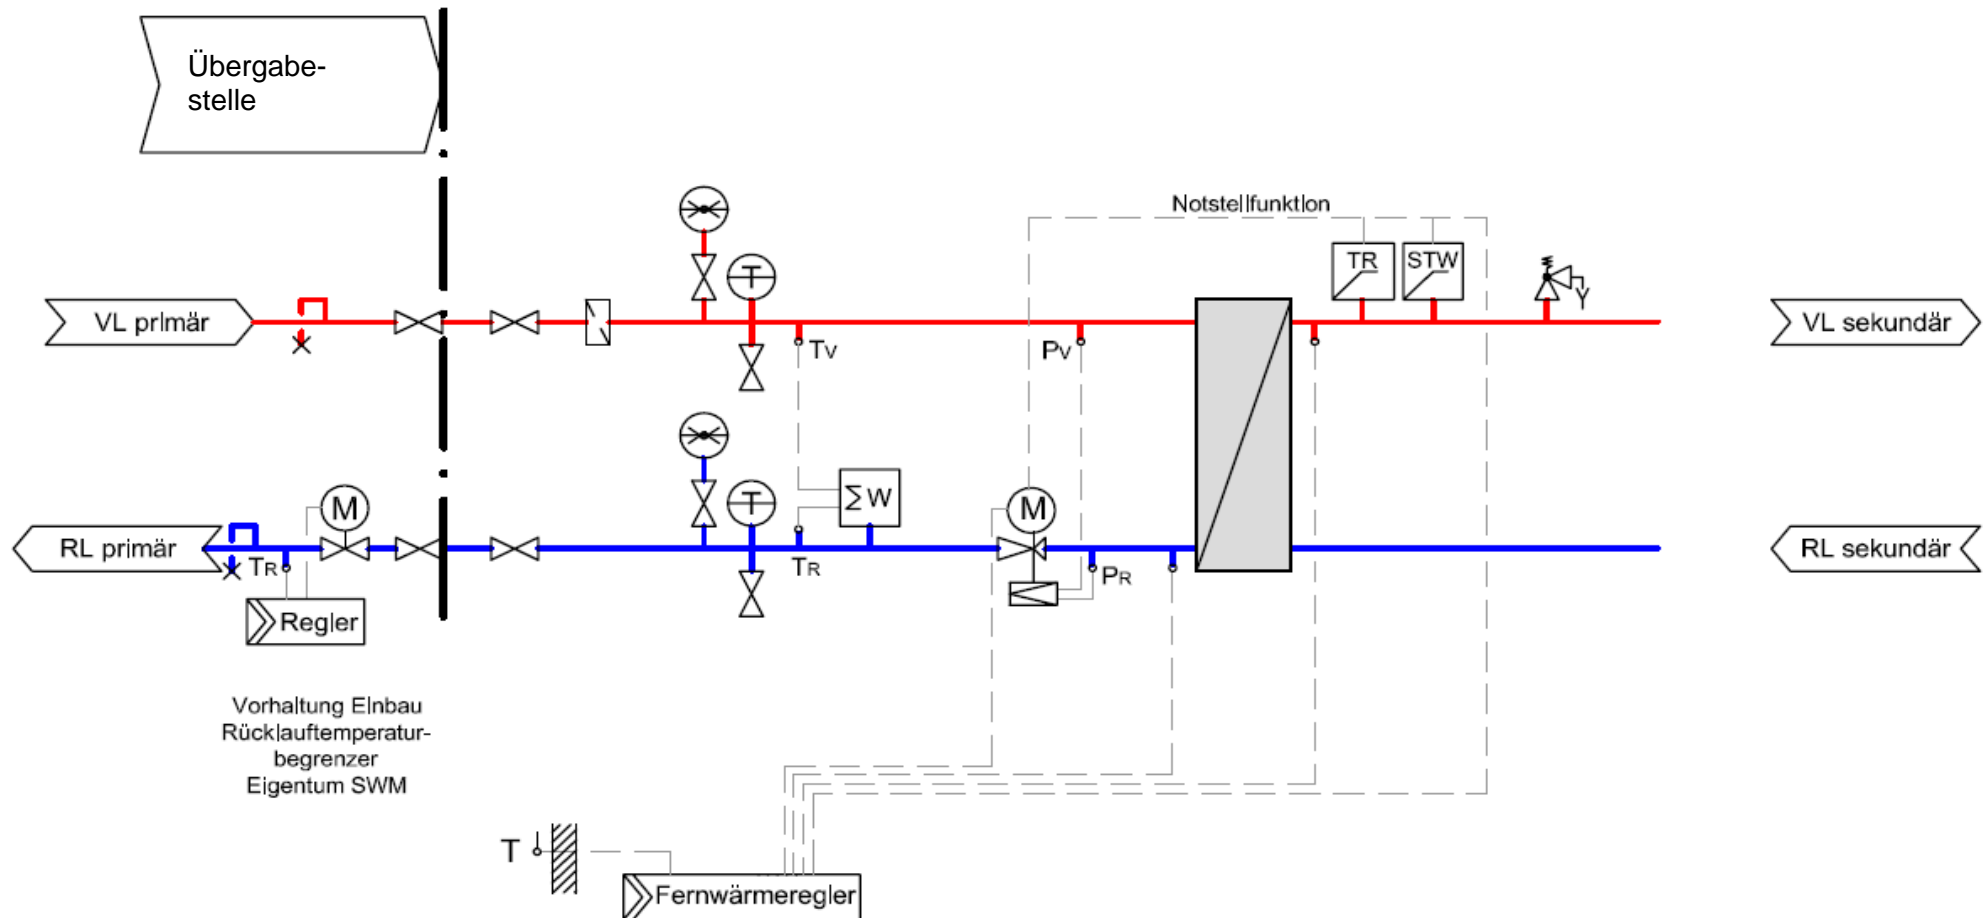 Übergabe-
stelle
Notstellfunktion
TR
STW
T
VL primär
VL sekundär
TV
PV
Y
M
T
ΣW
M
RL primär
TR
TR
PR
RL sekundär
Regler
Vorhaltung Einbau
Rücklauftemperatur-
begrenzer
Eigentum SWM
T
Fernwärmeregler